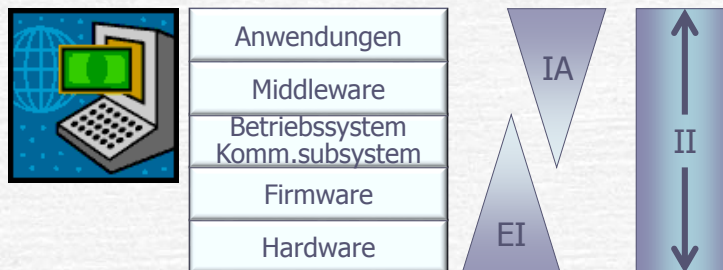 Anwendungen
Middleware
Betriebssystem
Komm.subsystem
Firmware
Hardware
IA
EI
II